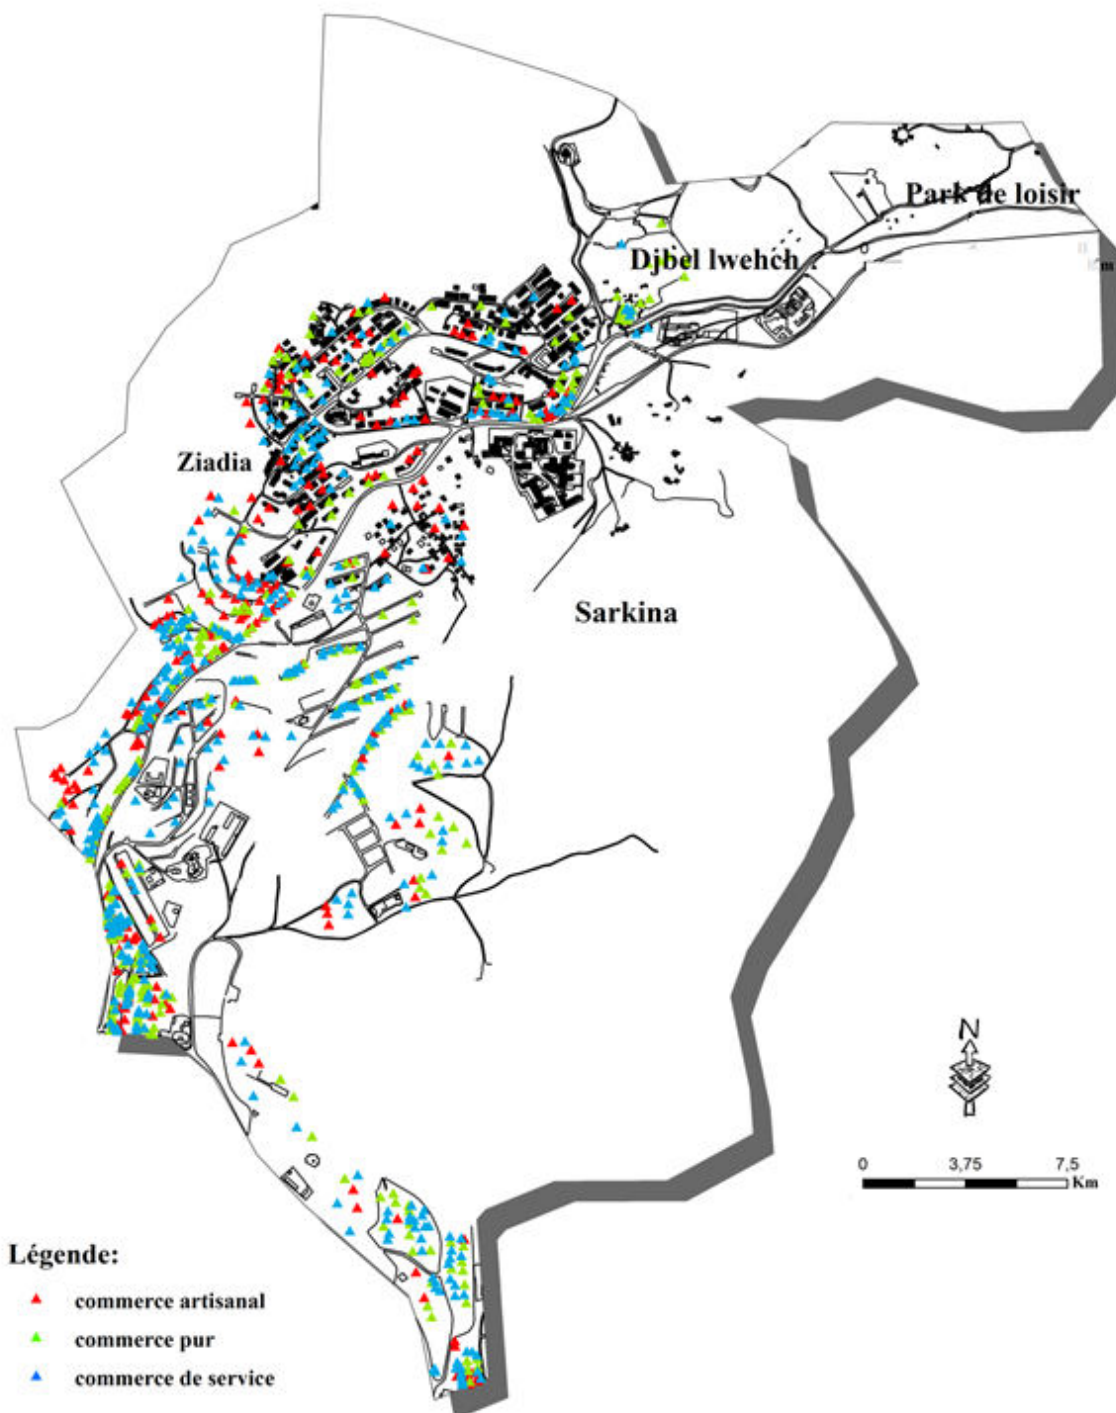 Park de loisir
Djbel lwehch
Km
Ziadia
Sarkina
N
0 3,75 7,5
Km
Légende:
commerce artisanal
commerce pur
commerce de service